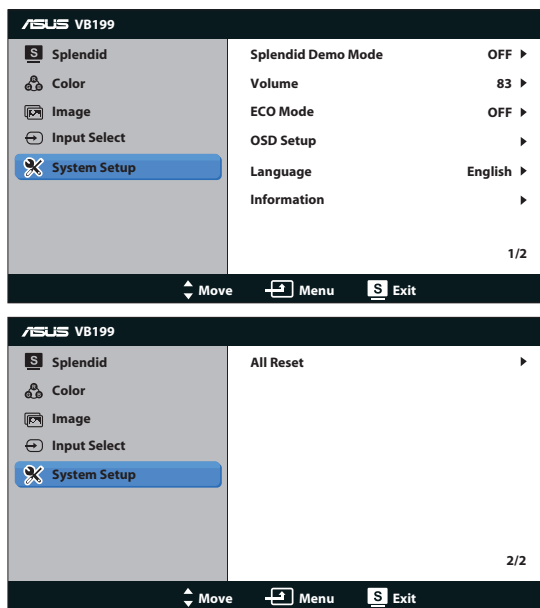 ASUS VB199
S Splendid
Splendid Demo Mode OFF
Color
Volume 83
Image
ECO Mode OFF
Input Select
OSD Setup
System Setup
Language English
Information
1/2
Move Menu S Exit
ASUS VB199
S Splendid
All Reset
Color
Image
Input Select
System Setup
2/2
Move Menu S Exit